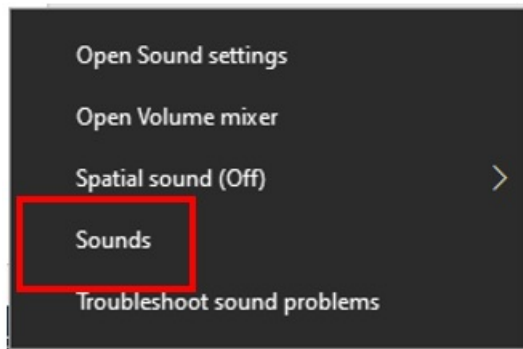 Open Sound settings
Open Volume mixer
Spatial sound (Off)
Sounds
Troubleshoot sound problems